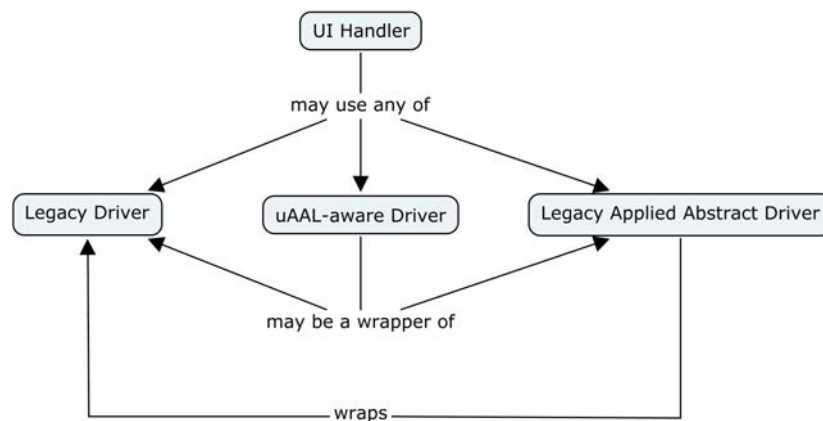 UI Handler
may use any of
Legacy Driver
uAAL-aware Driver
Legacy Applied Abstract Driver
may be a wrapper of
wraps